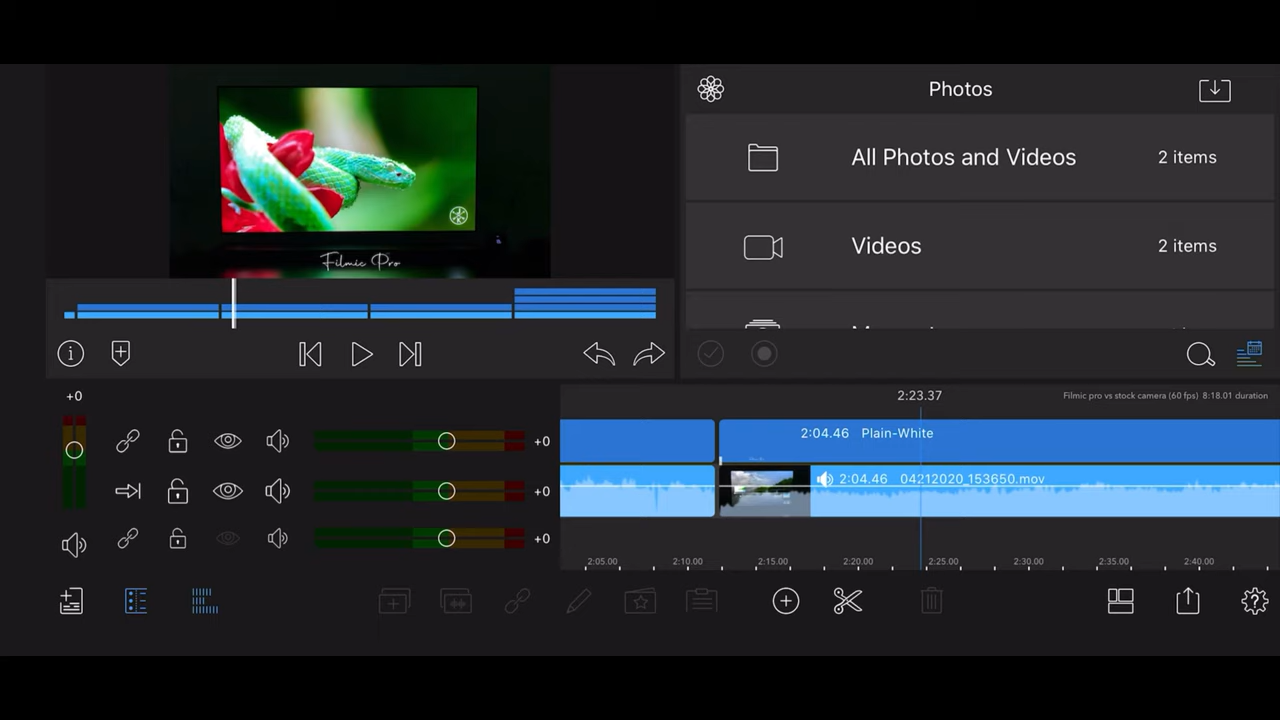 Photos
All Photos and Videos 2 items
Videos 2 items
Filmic Pro
+0
2:23.37
Filmic pro vs stock camera (60 fps) 8:18.01 duration
+0
2:04.46 Plain-White
+0
2:04.46 04212020_153650.mov
+0
2:05.00 2:10.00 2:15.00 2:20.00 2:25.00 2:30.00 2:35.00 2:40.00